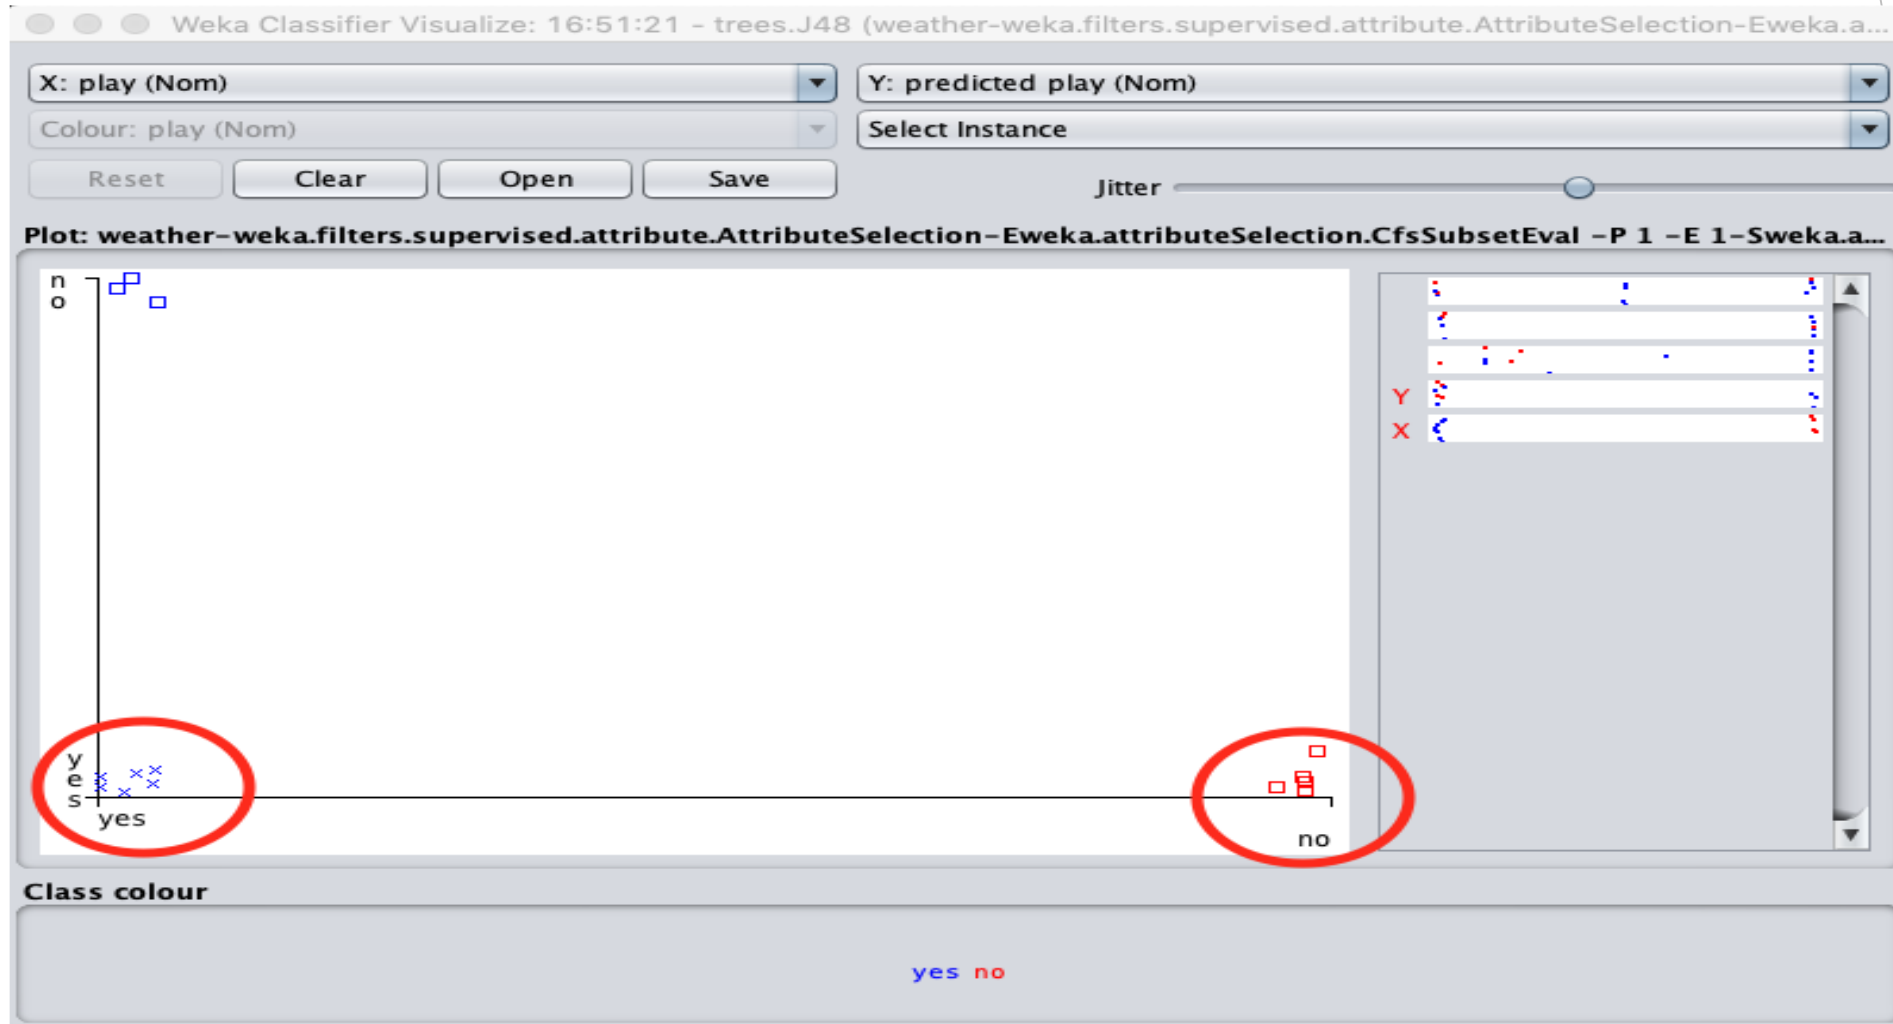 Weka Classifier Visualize: 16:51:21 - trees.J48 (weather-weka.filters.supervised.attribute.AttributeSelection-Eweka.a...
X: play (Nom) Y: predicted play (Nom)
Colour: play (Nom) Select Instance
Reset Clear Open Save Jitter
Plot: weather-weka.filters.supervised.attribute.AttributeSelection-Eweka.attributeSelection.CfsSubsetEval -P 1 -E 1-Sweka.a...
no
Y
X
yes
yes
no
Class colour
yes no